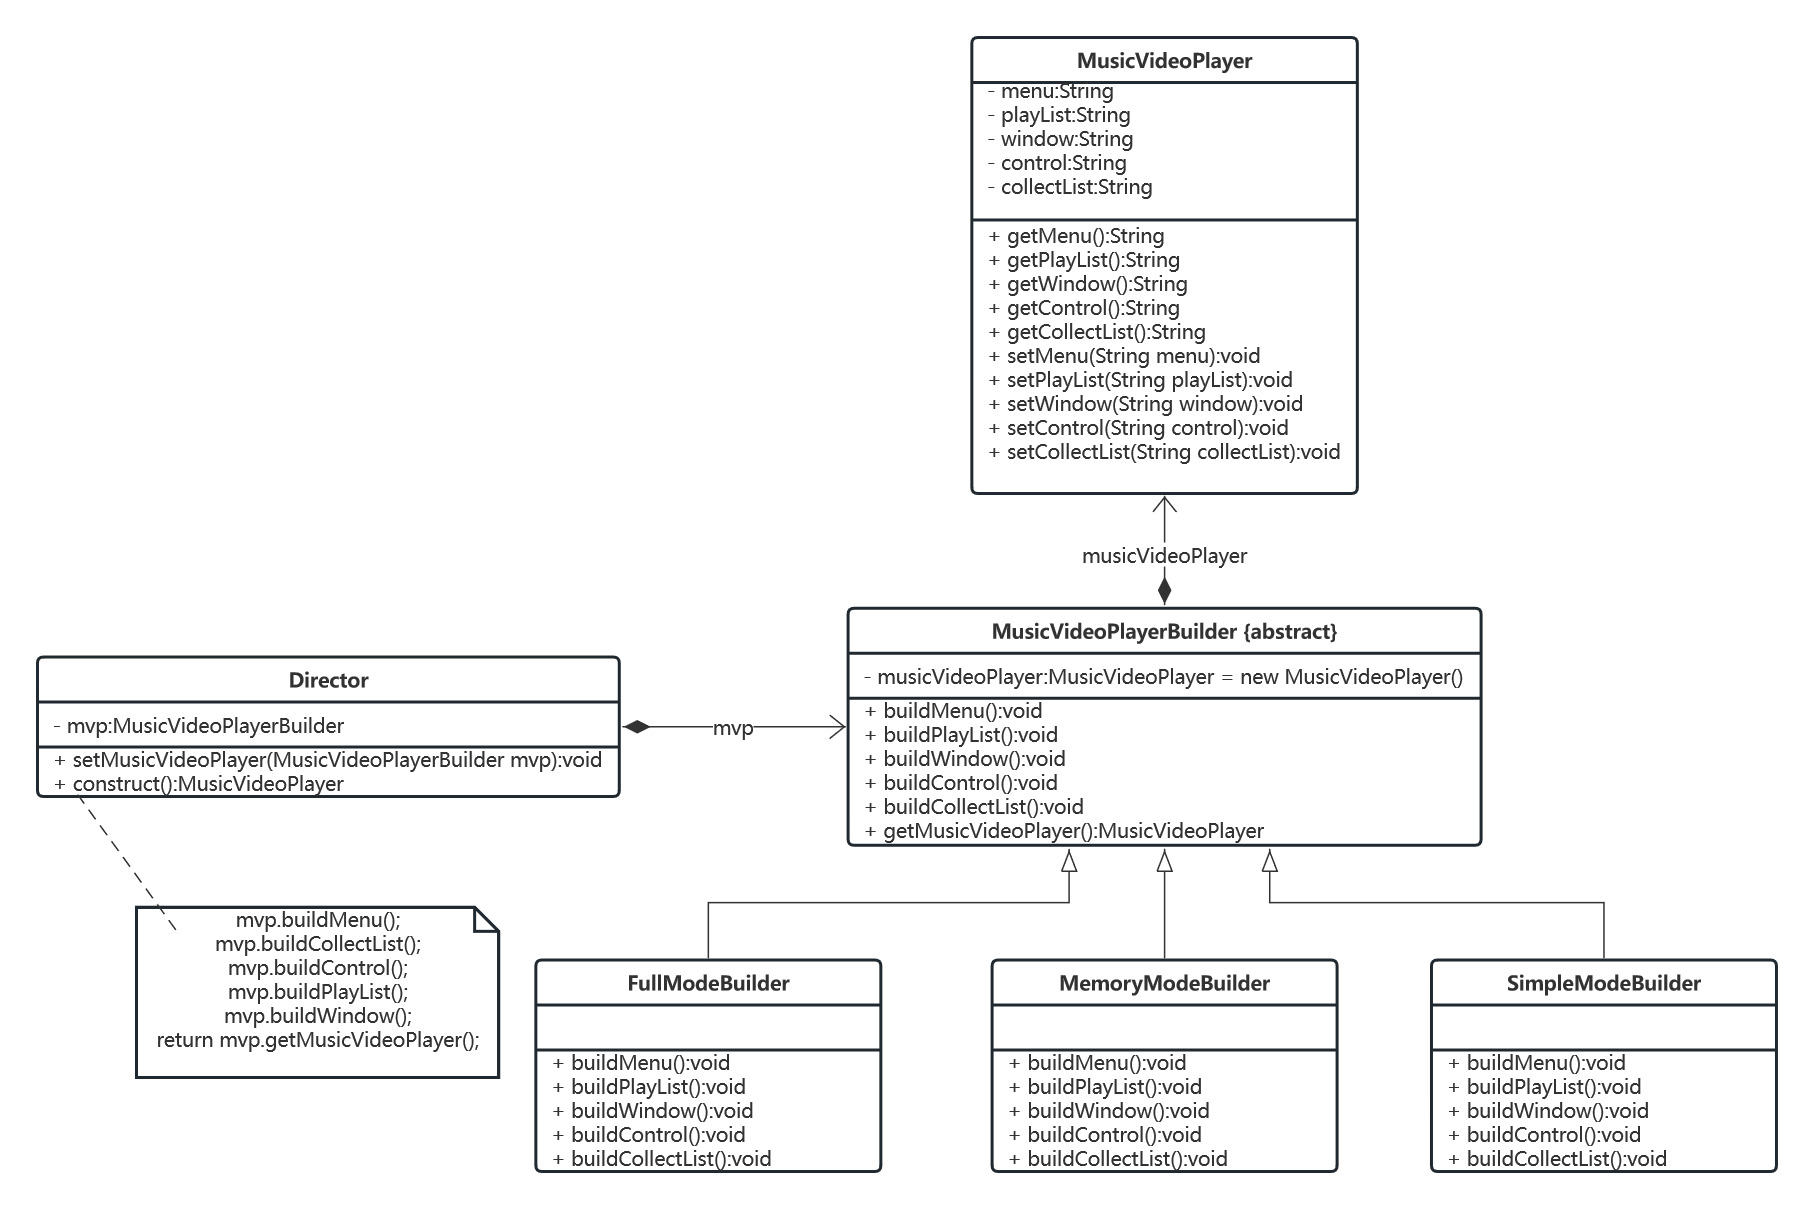 MusicVideoPlayer
- menu:String
- playList:String
- window:String
- control:String
- collectList:String
+ getMenu():String
+ getPlayList():String
+ getWindow():String
+ getControl():String
+ getCollectList():String
+ setMenu(String menu):void
+ setPlayList(String playList):void
+ setWindow(String window):void
+ setControl(String control):void
+ setCollectList(String collectList):void
musicVideoPlayer
MusicVideoPlayerBuilder {abstract}
- musicVideoPlayer:MusicVideoPlayer = new MusicVideoPlayer()
+ buildMenu():void
+ buildPlayList():void
+ buildWindow():void
+ buildControl():void
+ buildCollectList():void
+ getMusicVideoPlayer():MusicVideoPlayer
Director
- mvp:MusicVideoPlayerBuilder
+ setMusicVideoPlayer(MusicVideoPlayerBuilder mvp):void
+ construct():MusicVideoPlayer
mvp
mvp.buildMenu();
mvp.buildCollectList();
mvp.buildControl();
mvp.buildPlayList();
mvp.buildWindow();
return mvp.getMusicVideoPlayer();
FullModeBuilder
+ buildMenu():void
+ buildPlayList():void
+ buildWindow():void
+ buildControl():void
+ buildCollectList():void
MemoryModeBuilder
+ buildMenu():void
+ buildPlayList():void
+ buildWindow():void
+ buildControl():void
+ buildCollectList():void
SimpleModeBuilder
+ buildMenu():void
+ buildPlayList():void
+ buildWindow():void
+ buildControl():void
+ buildCollectList():void